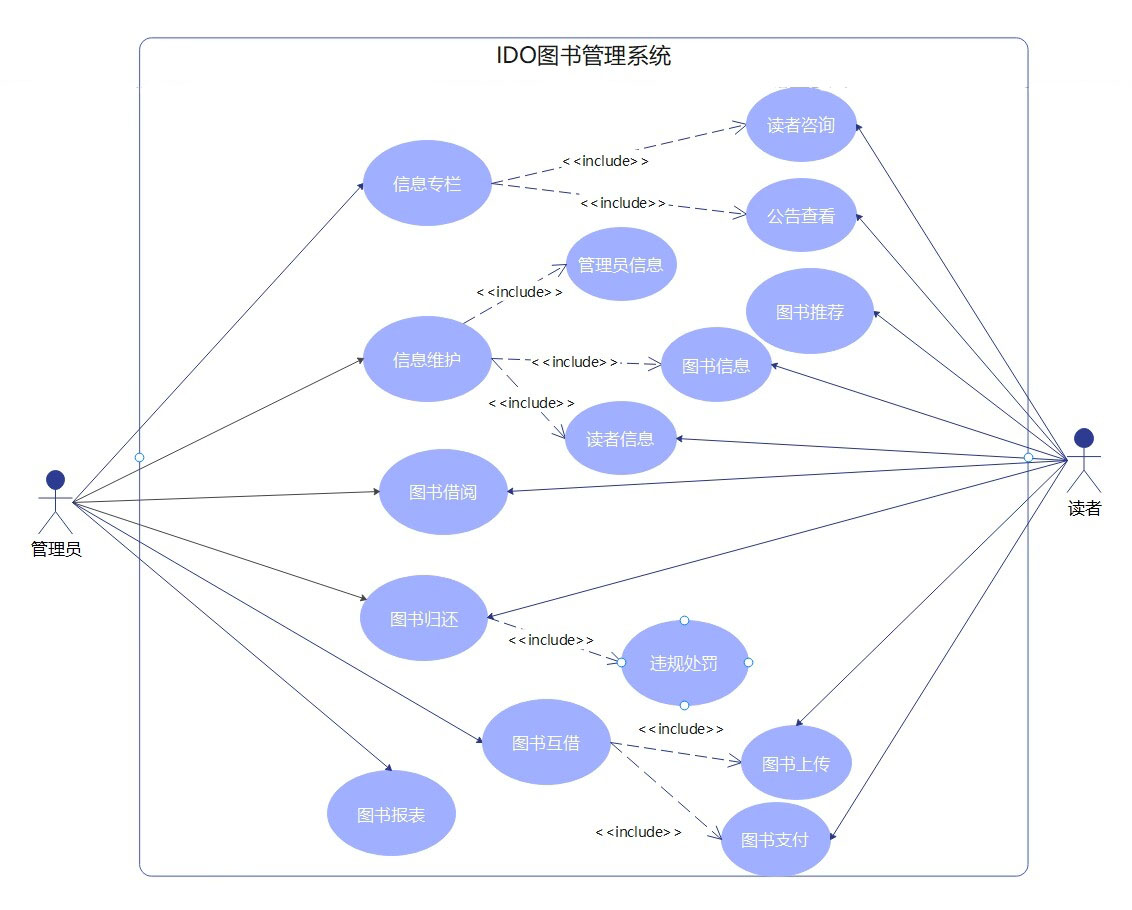 IDO图书管理系统
读者咨询
<<include>>
信息专栏
<<include>>
公告查看
管理员信息
<<include>>
图书推荐
信息维护
<<include>>
图书信息
<<include>>
读者信息
图书借阅
管理员
读者
图书归还
<<include>>
违规处罚
<<include>>
图书互借
图书上传
图书报表
<<include>>
图书支付